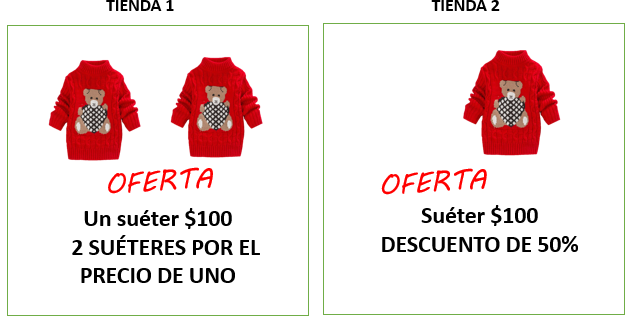 TIENDA 1
OFERTA
Un suéter $100
2 SUÉTERES POR EL
PRECIO DE UNO
TIENDA 2
OFERTA
Suéter $100
DESCUENTO DE 50%